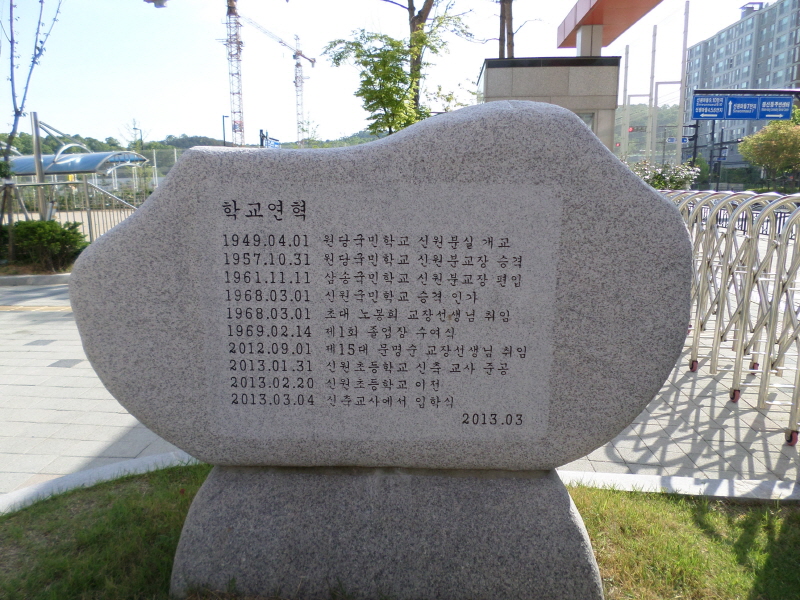 학교연혁
1949.04.01 원당국민학교 신원분실 개교
1957.10.31 원당국민학교 신원분교장 승격
1961.11.11 삼송국민학교 신원분교장 편입
1968.03.01 신원국민학교 승격 인가
1968.03.01 초대 노봉희 교장선생님 취임
1969.02.14 제1회 졸업장 수여식
2012.09.01 제15대 문명순 교장선생님 취임
2013.01.31 신원초등학교 신축 교사 준공
2013.02.20 신원초등학교 이전
2013.03.04 신축교사에서 입학식
2013.03